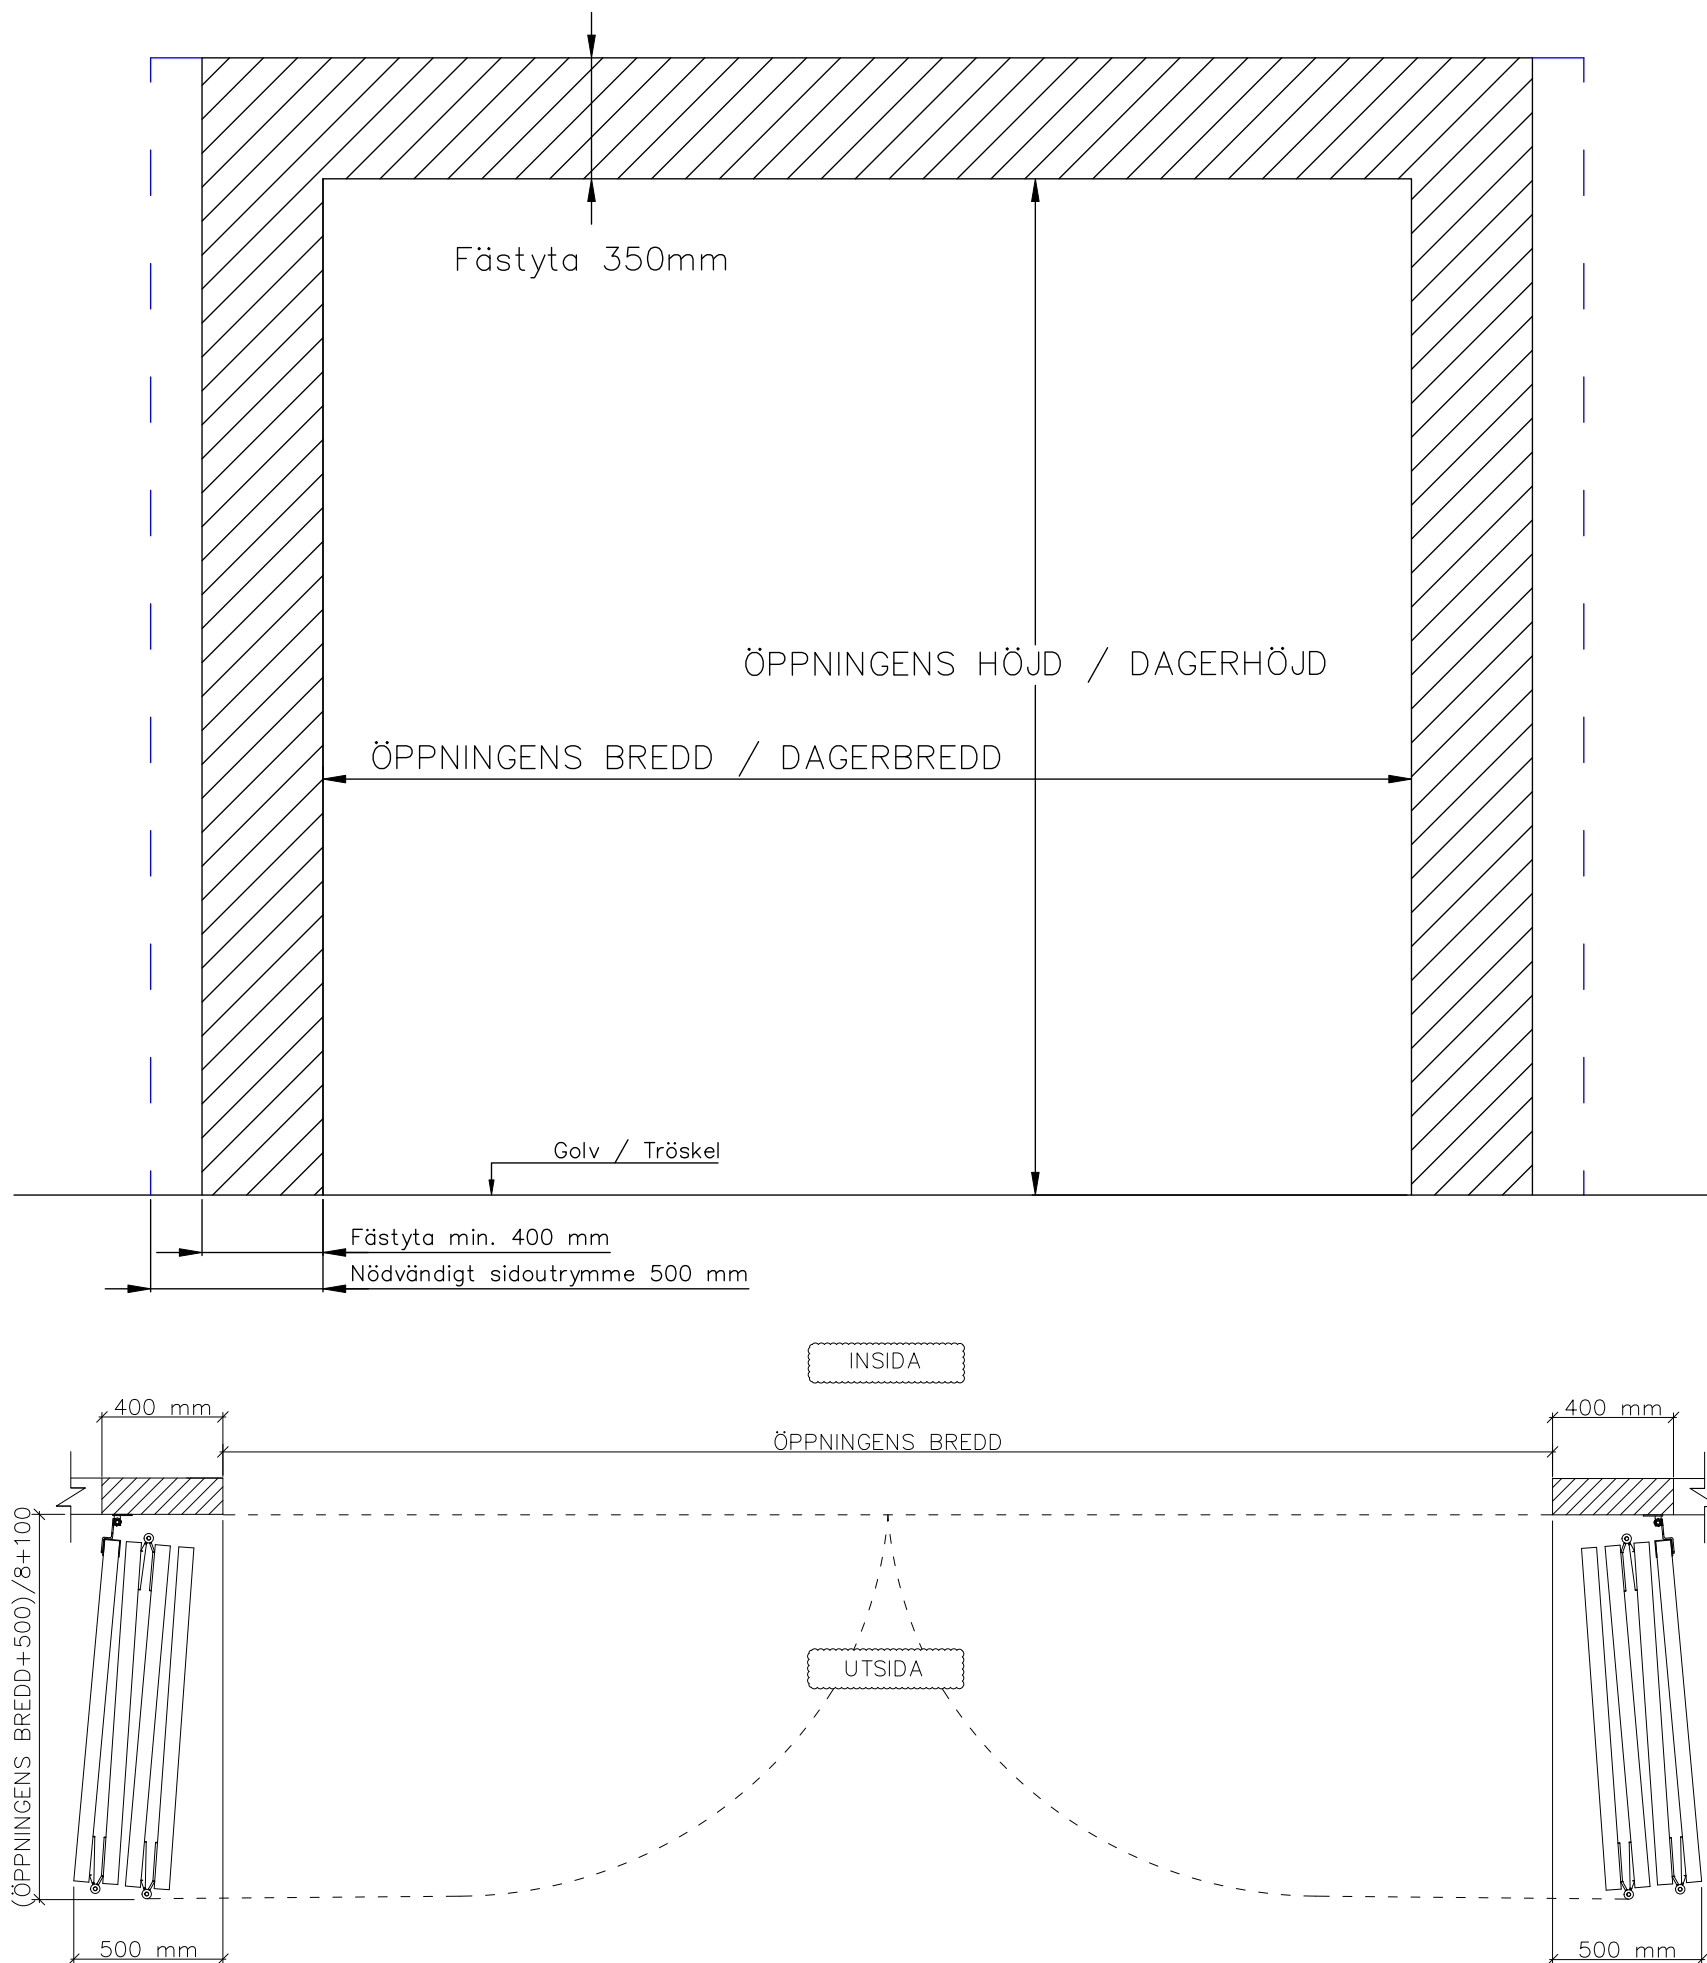 Fästyta 350mm
ÖPPNINGENS HÖJD / DAGERHÖJD
ÖPPNINGENS BREDD / DAGERBREDD
Golv / Tröskel
Fästyta min. 400 mm
Nödvändigt sidoutrymme 500 mm
INSIDA
400 mm
400 mm
ÖPPNINGENS BREDD
(ÖPPNINGENS BREDD+500)/8+100
UTSIDA
500 mm
500 mm